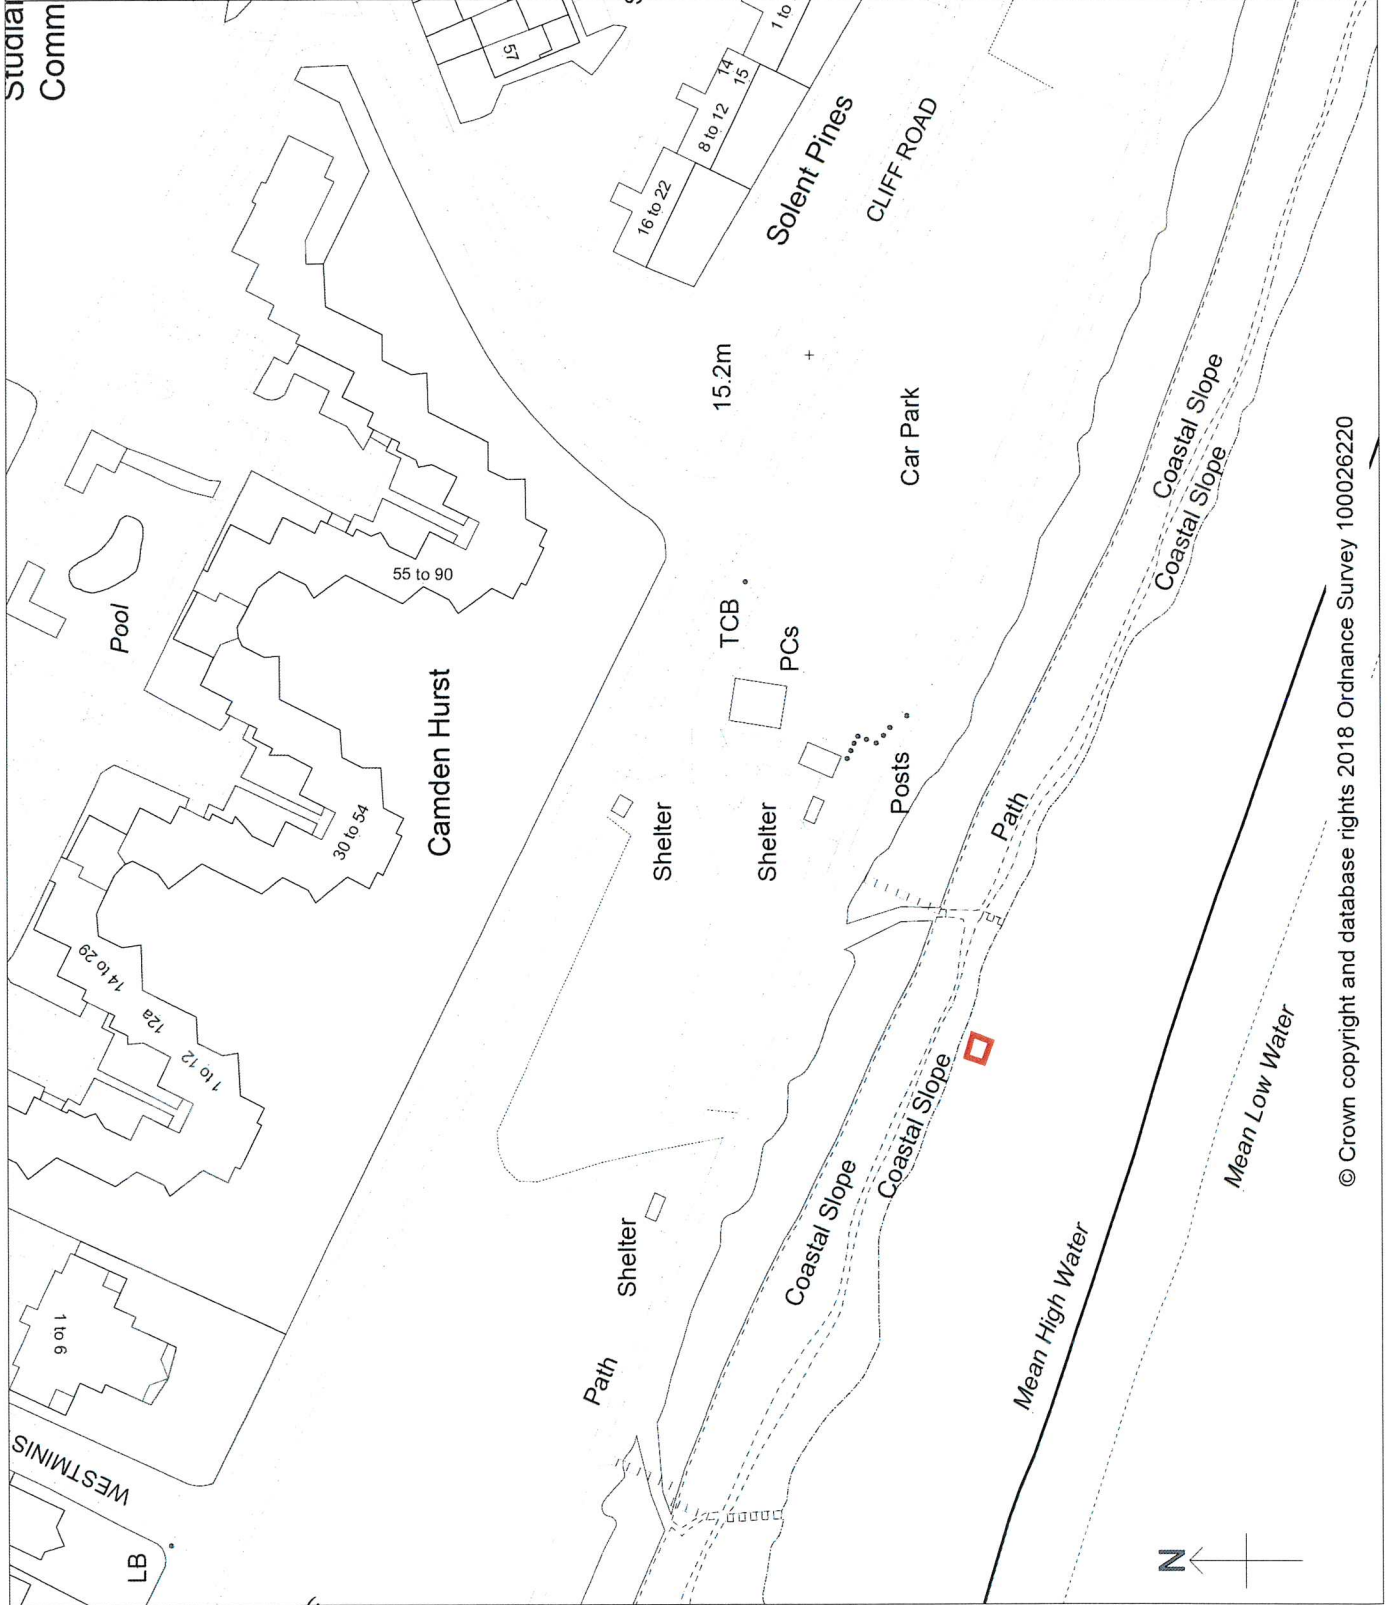 Studlan
Comm
57
1 to
14
15
8 to 12
16 to 22
Solent Pines
CLIFF ROAD
15.2m
Car Park
Pool
55 to 90
30 to 54
Camden Hurst
14 to 29
12a
1 to 12
1 to 6
WESTMINS
LB
TCB
PCs
Shelter
Shelter
Posts
Shelter
Path
Path
Coastal Slope
Coastal Slope
Coastal Slope
Coastal Slope
Mean High Water
Mean Low Water
N
© Crown copyright and database rights 2018 Ordnance Survey 100026220